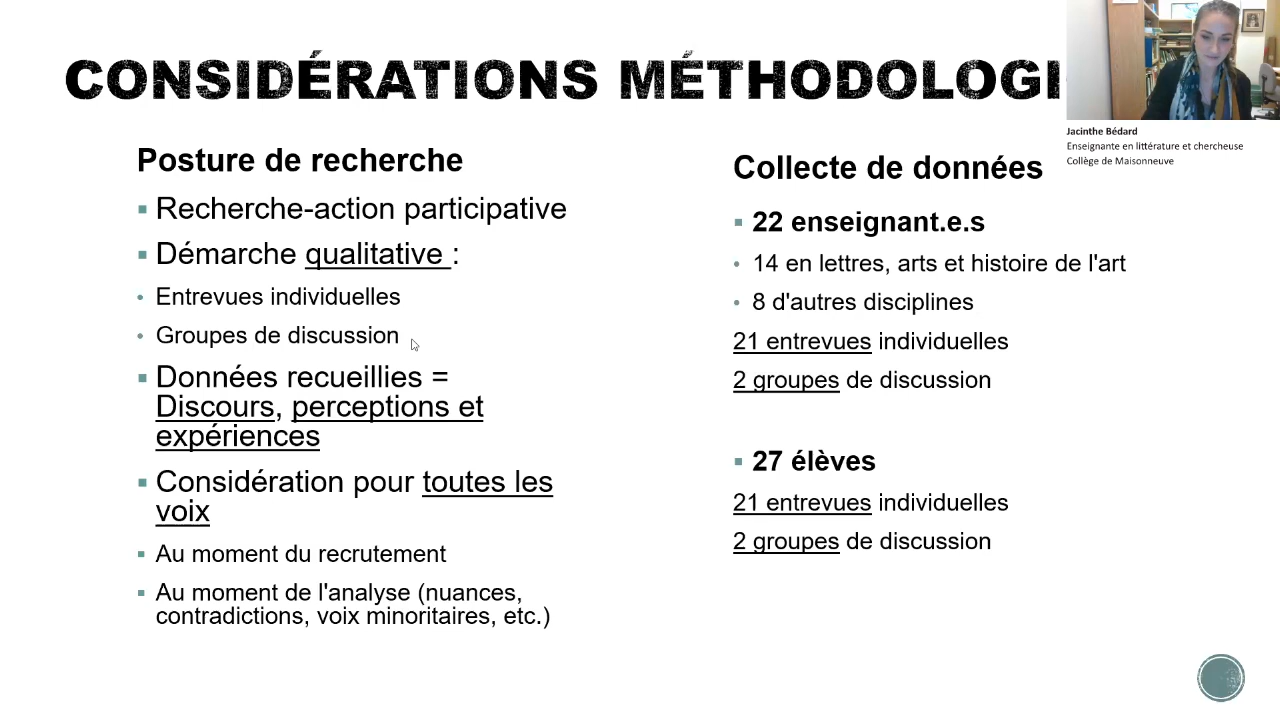 CONSIDÉRATIONS MÉTHODOLOGI
Jacinthe Bédard
Enseignante en littérature et chercheuse
Collège de Maisonneuve
Posture de recherche
Recherche-action participative
Démarche qualitative :
Entrevues individuelles
Groupes de discussion
Données recueillies =
Discours, perceptions et
expériences
Considération pour toutes les
voix
Au moment du recrutement
Au moment de l'analyse (nuances,
contradictions, voix minoritaires, etc.)
Collecte de données
22 enseignant.e.s
14 en lettres, arts et histoire de l'art
8 d'autres disciplines
21 entrevues individuelles
2 groupes de discussion
27 élèves
21 entrevues individuelles
2 groupes de discussion